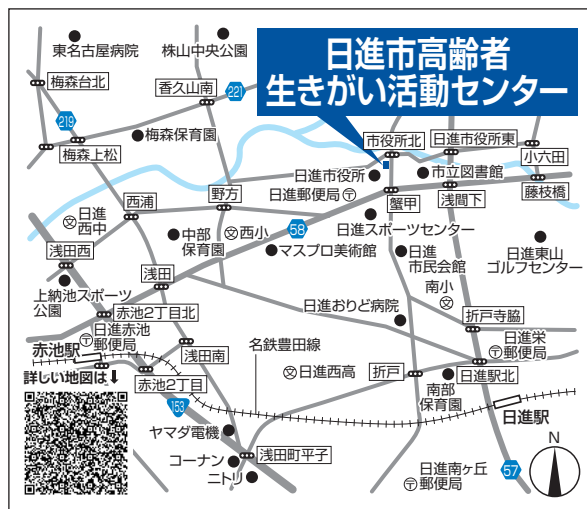 東名古屋病院
株山中央公園
日進市高齢者
生きがい活動センター
梅森台北
香久山南
221
219
梅森保育園
梅森上松
市役所北
日進市役所東
小六田
日進市役所
市立図書館
日進郵便局
蟹甲
浅間下
藤枝橋
西浦
野方
日進
西中
浅田西
中部
保育園
西小
58
マスプロ美術館
日進スポーツセンター
日進
市民会館
日進東山
ゴルフセンター
浅田
上納池スポーツ
公園
南小
赤池2丁目北
日進おりど病院
折戸寺脇
日進赤池
郵便局
赤池駅
浅田南
名鉄豊田線
日進栄
郵便局
詳しい地図は⬇
赤池2丁目
日進西高
折戸
日進駅北
南部
保育園
153
日進駅
ヤマダ電機
コーナン
ニトリ
浅田町平子
日進南ヶ丘
郵便局
57
N